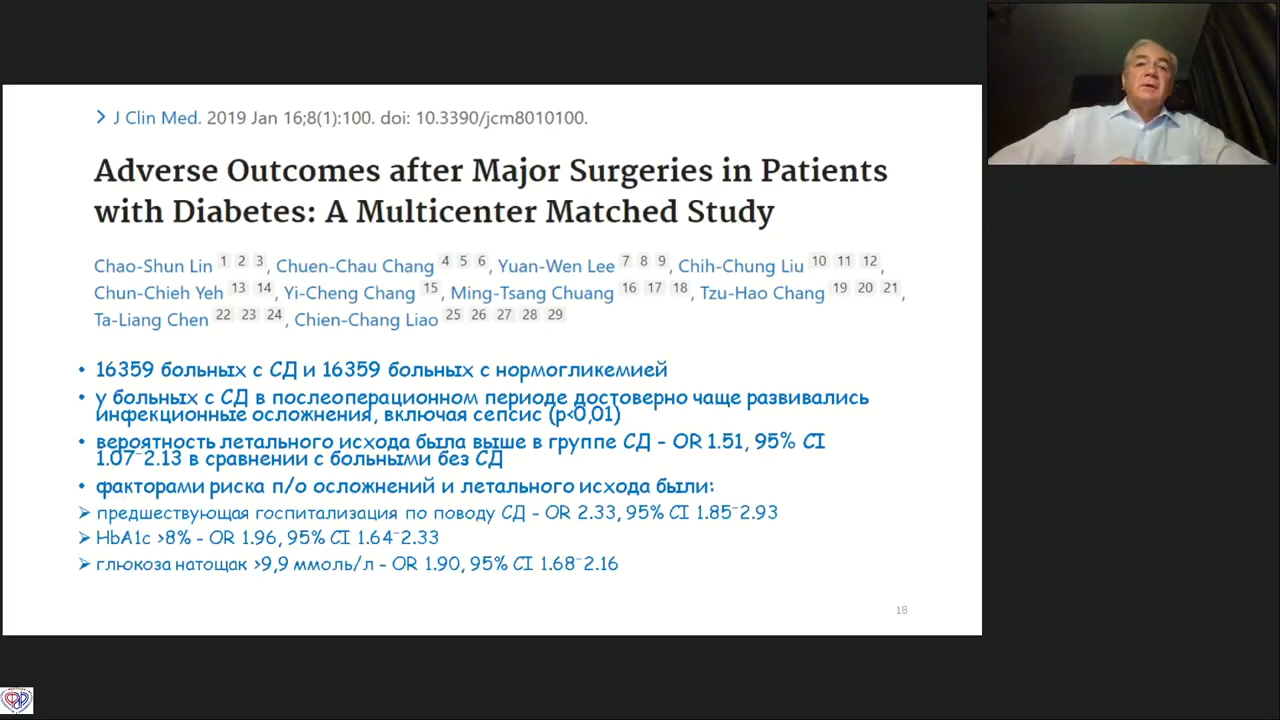 > J Clin Med. 2019 Jan 16;8(1):100. doi: 10.3390/jcm8010100.
Adverse Outcomes after Major Surgeries in Patients
with Diabetes: A Multicenter Matched Study
Chao-Shun Lin 1 2 3, Chuen-Chau Chang 4 5 6, Yuan-Wen Lee 7 8 9, Chih-Chung Liu 10 11 12,
Chun-Chieh Yeh 13 14, Yi-Cheng Chang 15, Ming-Tsang Chuang 16 17 18, Tzu-Hao Chang 19 20 21,
Ta-Liang Chen 22 23 24, Chien-Chang Liao 25 26 27 28 29
• 16359 больных с СД и 16359 больных с нормогликемией
• у больных с СД в послеоперационном периоде достоверно чаще развивались
инфекционные осложнения, включая сепсис (p<0,01)
• вероятность летального исхода была выше в группе СД – OR 1.51, 95% CI
1.07⁻2.13 в сравнении с больными без СД
• факторами риска п/о осложнений и летального исхода были:
➢ предшествующая госпитализация по поводу СД – OR 2.33, 95% CI 1.85⁻2.93
➢ HbA1c >8% – OR 1.96, 95% CI 1.64⁻2.33
➢ глюкоза натощак >9,9 ммоль/л – OR 1.90, 95% CI 1.68⁻2.16
18